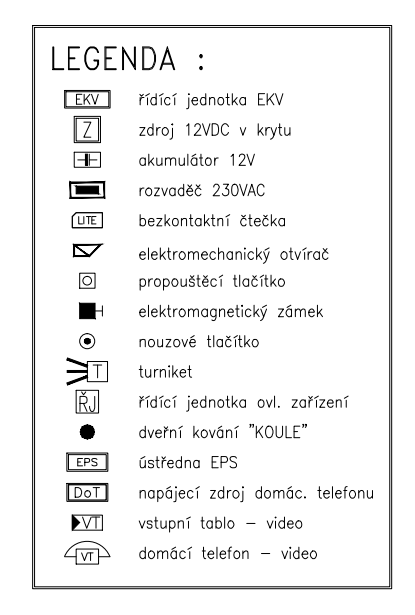 LEGENDA :
EKV řídící jednotka EKV
Z zdroj 12VDC v krytu
akumulátor 12V
rozvaděč 230VAC
LITE bezkontaktní čtečka
elektromechanický otvírač
propouštěcí tlačítko
elektromagnetický zámek
nouzové tlačítko
T turniket
ŘJ řídící jednotka ovl. zařízení
dveřní kování "KOULE"
EPS ústředna EPS
DoT napájecí zdroj domác. telefonu
VT vstupní tablo – video
VT domácí telefon – video